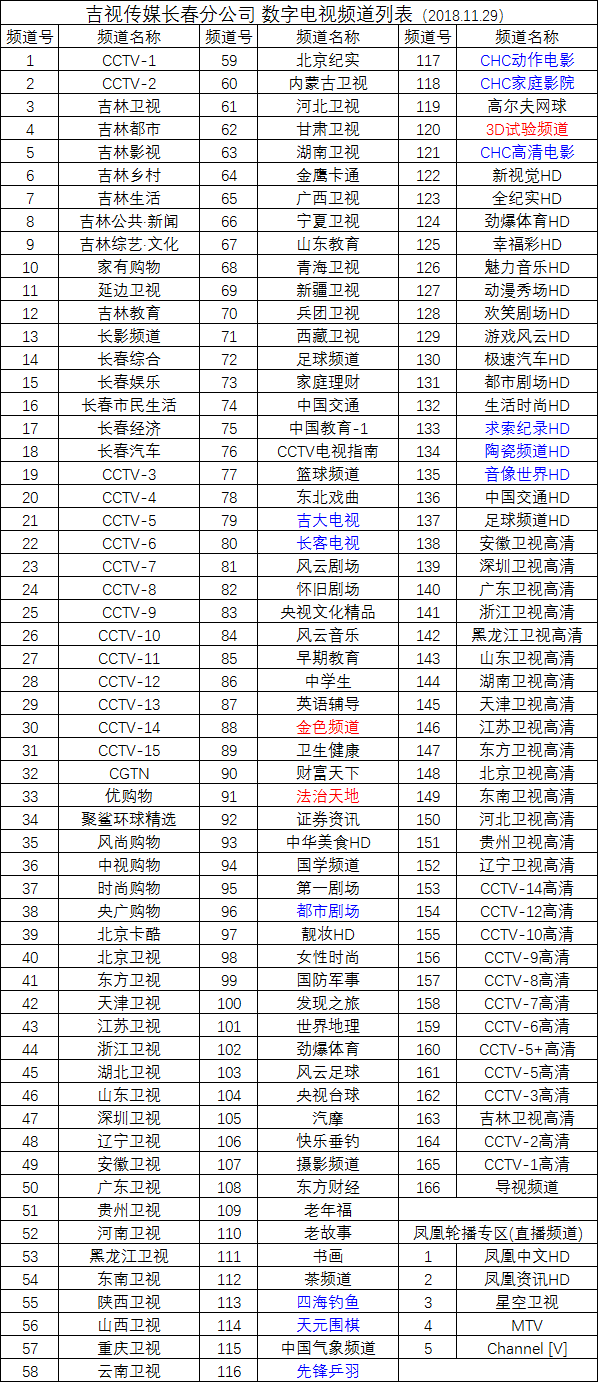 吉视传媒长春分公司 数字电视频道列表（2018.11.29）
频道号 频道名称 频道号 频道名称 频道号 频道名称
1 CCTV-1 59 北京纪实 117 CHC动作电影
2 CCTV-2 60 内蒙古卫视 118 CHC家庭影院
3 吉林卫视 61 河北卫视 119 高尔夫网球
4 吉林都市 62 甘肃卫视 120 3D试验频道
5 吉林影视 63 湖南卫视 121 CHC高清电影
6 吉林乡村 64 金鹰卡通 122 新视觉HD
7 吉林生活 65 广西卫视 123 全纪实HD
8 吉林公共·新闻 66 宁夏卫视 124 劲爆体育HD
9 吉林综艺·文化 67 山东教育 125 幸福彩HD
10 家有购物 68 青海卫视 126 魅力音乐HD
11 延边卫视 69 新疆卫视 127 动漫秀场HD
12 吉林教育 70 兵团卫视 128 欢笑剧场HD
13 长影频道 71 西藏卫视 129 游戏风云HD
14 长春综合 72 足球频道 130 极速汽车HD
15 长春娱乐 73 家庭理财 131 都市剧场HD
16 长春市民生活 74 中国交通 132 生活时尚HD
17 长春经济 75 中国教育-1 133 求索纪录HD
18 长春汽车 76 CCTV电视指南 134 陶瓷频道HD
19 CCTV-3 77 篮球频道 135 音像世界HD
20 CCTV-4 78 东北戏曲 136 中国交通HD
21 CCTV-5 79 吉大电视 137 足球频道HD
22 CCTV-6 80 长客电视 138 安徽卫视高清
23 CCTV-7 81 风云剧场 139 深圳卫视高清
24 CCTV-8 82 怀旧剧场 140 广东卫视高清
25 CCTV-9 83 央视文化精品 141 浙江卫视高清
26 CCTV-10 84 风云音乐 142 黑龙江卫视高清
27 CCTV-11 85 早期教育 143 山东卫视高清
28 CCTV-12 86 中学生 144 湖南卫视高清
29 CCTV-13 87 英语辅导 145 天津卫视高清
30 CCTV-14 88 金色频道 146 江苏卫视高清
31 CCTV-15 89 卫生健康 147 东方卫视高清
32 CGTN 90 财富天下 148 北京卫视高清
33 优购物 91 法治天地 149 东南卫视高清
34 聚鲨环球精选 92 证券资讯 150 河北卫视高清
35 风尚购物 93 中华美食HD 151 贵州卫视高清
36 中视购物 94 国学频道 152 辽宁卫视高清
37 时尚购物 95 第一剧场 153 CCTV-14高清
38 央广购物 96 都市剧场 154 CCTV-12高清
39 北京卡酷 97 靓妆HD 155 CCTV-10高清
40 北京卫视 98 女性时尚 156 CCTV-9高清
41 东方卫视 99 国防军事 157 CCTV-8高清
42 天津卫视 100 发现之旅 158 CCTV-7高清
43 江苏卫视 101 世界地理 159 CCTV-6高清
44 浙江卫视 102 劲爆体育 160 CCTV-5+高清
45 湖北卫视 103 风云足球 161 CCTV-5高清
46 山东卫视 104 央视台球 162 CCTV-3高清
47 深圳卫视 105 汽摩 163 吉林卫视高清
48 辽宁卫视 106 快乐垂钓 164 CCTV-2高清
49 安徽卫视 107 摄影频道 165 CCTV-1高清
50 广东卫视 108 东方财经 166 导视频道
51 贵州卫视 109 老年福
52 河南卫视 110 老故事 凤凰轮播专区(直播频道)
53 黑龙江卫视 111 书画 1 凤凰中文HD
54 东南卫视 112 茶频道 2 凤凰资讯HD
55 陕西卫视 113 四海钓鱼 3 星空卫视
56 山西卫视 114 天元围棋 4 MTV
57 重庆卫视 115 中国气象频道 5 Channel [V]
58 云南卫视 116 先锋乒羽